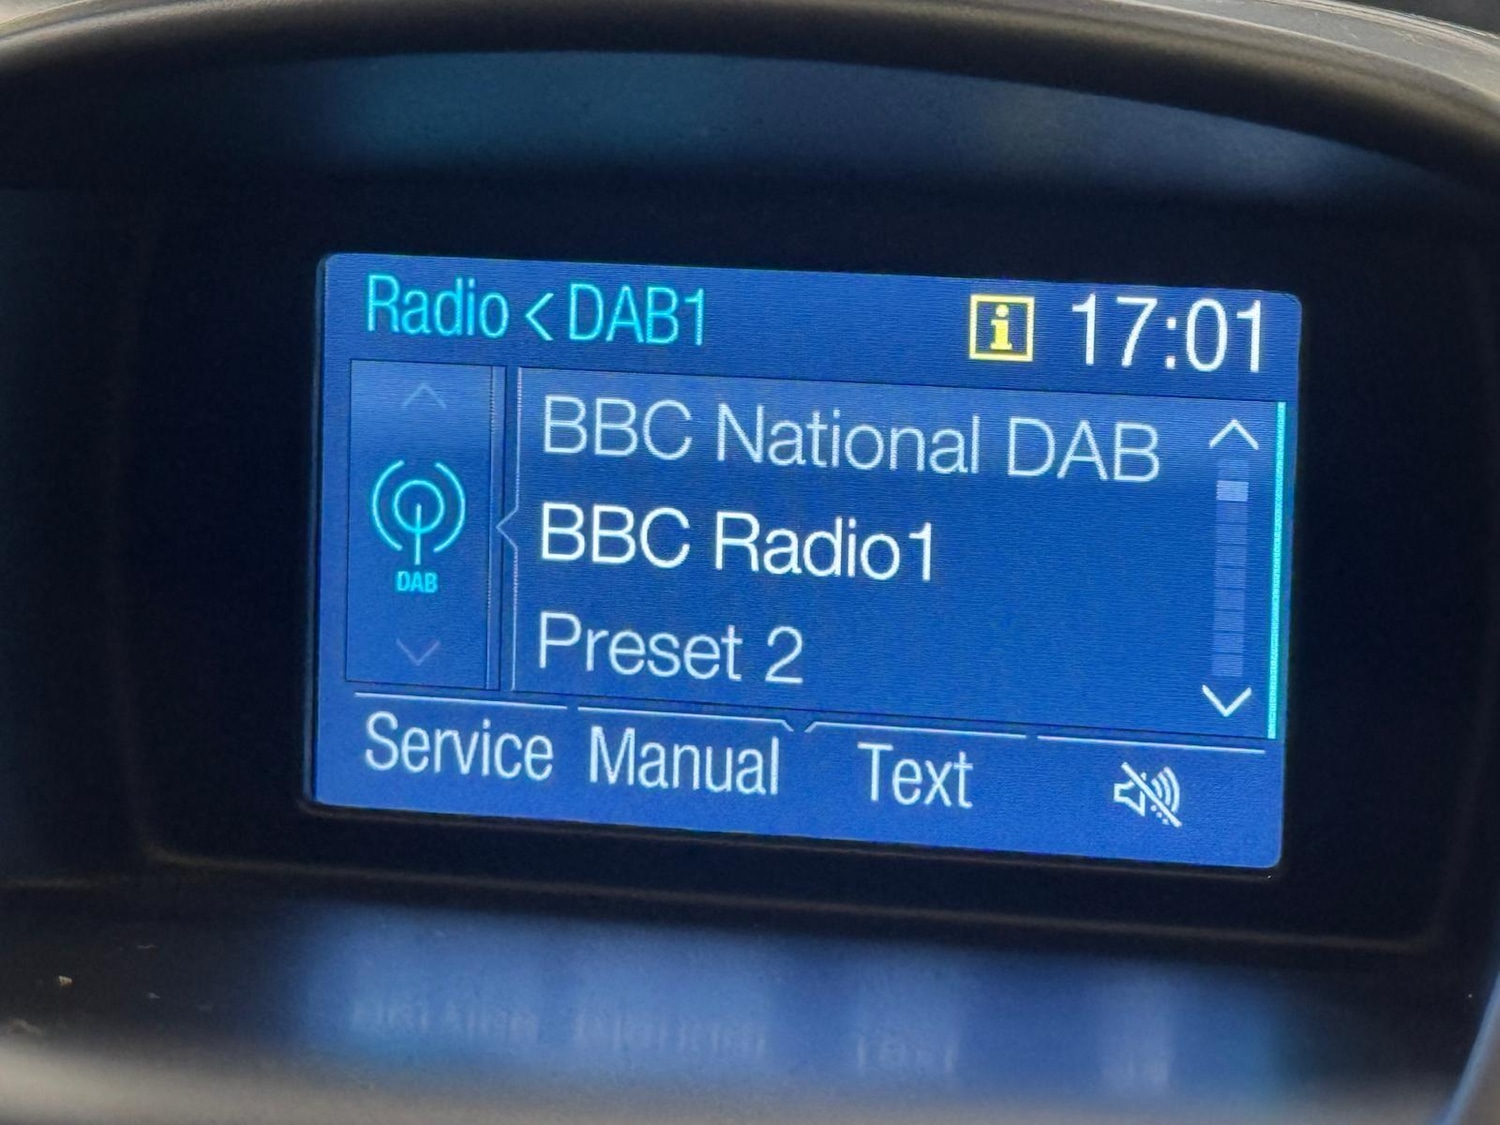 Radio < DAB1 i 17:01
BBC National DAB
BBC Radio1
DAB
Preset 2
Service Manual Text